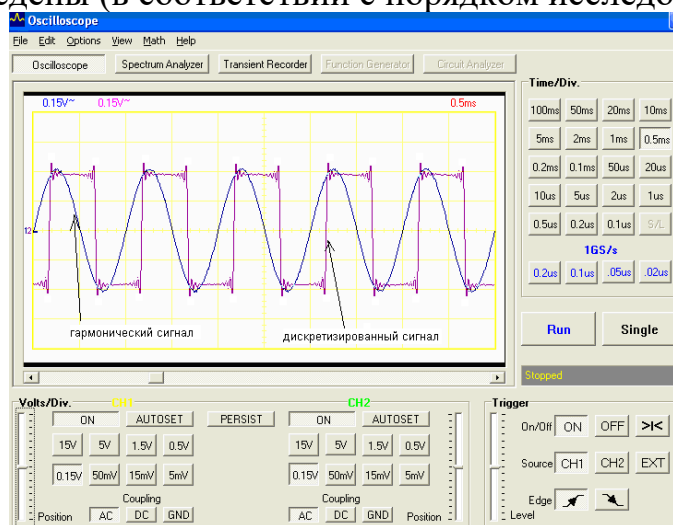 ведены (в соответствии с порядком исследо
Oscilloscope
File Edit Options View Math Help
Oscilloscope Spectrum Analyzer Transient Recorder Function Generator Circuit Analyzer
0.15V~ 0.15V~ 0.5ms
12
гармонический сигнал
дискретизированный сигнал
Time/Div.
100ms 50ms 20ms 10ms
5ms 2ms 1ms 0.5ms
0.2ms 0.1ms 50us 20us
10us 5us 2us 1us
0.5us 0.2us 0.1us S/L
1GS/s
0.2us 0.1us .05us .02us
Run Single
Stopped
Volts/Div. CH1 CH2
ON AUTOSET PERSIST ON AUTOSET
15V 5V 1.5V 0.5V 15V 5V 1.5V 0.5V
0.15V 50mV 15mV 5mV 0.15V 50mV 15mV 5mV
Coupling Coupling
Position AC DC GND AC DC GND Position
Trigger
On/Off ON OFF >|<
Source CH1 CH2 EXT
Edge
Level